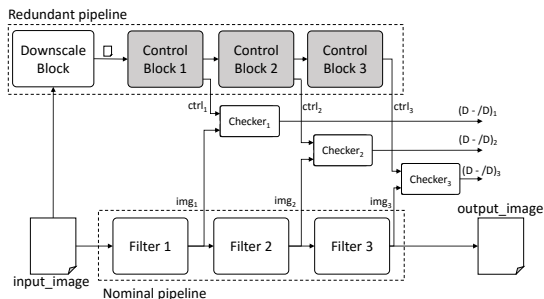 Redundant pipeline
Downscale
Block
Control
Block 1
Control
Block 2
Control
Block 3
ctrl1
ctrl2
ctrl3
Checker1
(D - /D)1
Checker2
(D - /D)2
Checker3
(D - /D)3
img1
img2
img3
output_image
Filter 1
Filter 2
Filter 3
input_image
Nominal pipeline